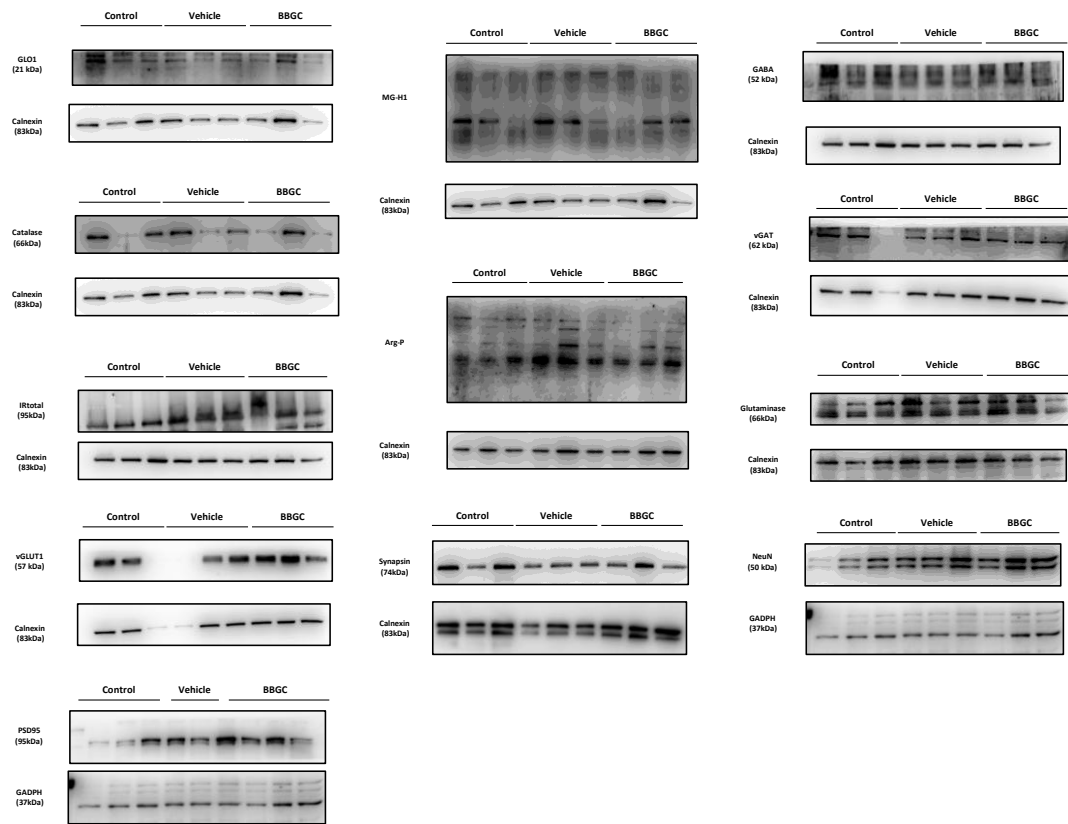 Control Vehicle BBGC
GLO1
(21 kDa)
Calnexin
(83kDa)
Control Vehicle BBGC
Catalase
(66kDa)
Calnexin
(83kDa)
Control Vehicle BBGC
IRtotal
(95kDa)
Calnexin
(83kDa)
Control Vehicle BBGC
vGLUT1
(57 kDa)
Calnexin
(83kDa)
Control Vehicle BBGC
PSD95
(95kDa)
GADPH
(37kDa)
Control Vehicle BBGC
MG-H1
Calnexin
(83kDa)
Control Vehicle BBGC
Arg-P
Calnexin
(83kDa)
Control Vehicle BBGC
Synapsin
(74kDa)
Calnexin
(83kDa)
Control Vehicle BBGC
GABA
(52 kDa)
Calnexin
(83kDa)
Control Vehicle BBGC
vGAT
(62 kDa)
Calnexin
(83kDa)
Control Vehicle BBGC
Glutaminase
(66kDa)
Calnexin
(83kDa)
Control Vehicle BBGC
NeuN
(50 kDa)
GADPH
(37kDa)